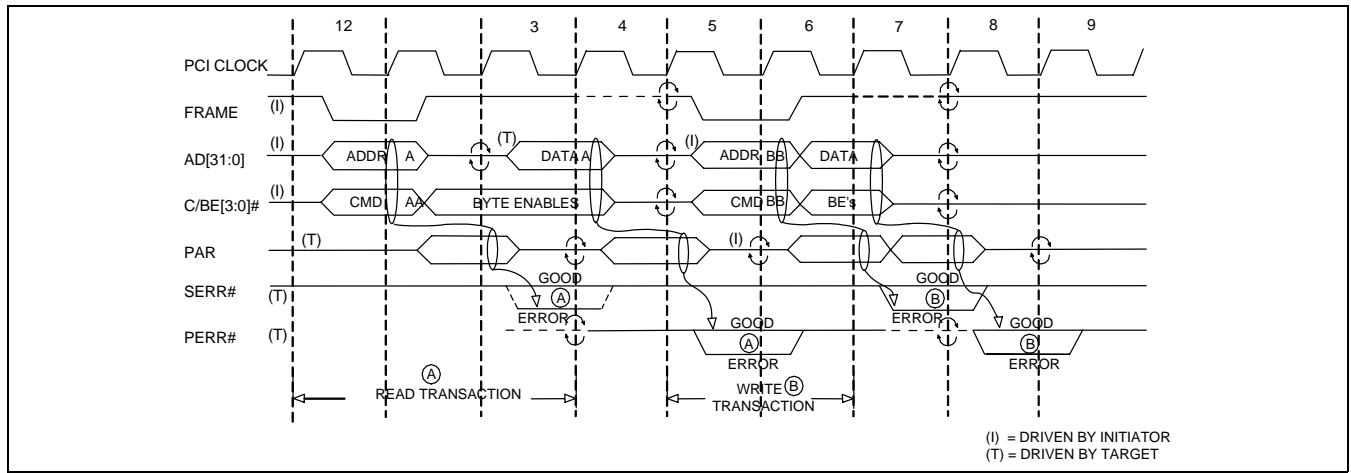 12 3 4 5 6 7 8 9
PCI CLOCK
FRAME (I)
AD[31:0] (I) ADDR A (T) DATA A (I) ADDR BB DATA
C/BE[3:0]# (I) CMD AA BYTE ENABLES CMD BB BE's
PAR (T) (I)
SERR# (T) GOOD A ERROR GOOD B ERROR
PERR# (T) GOOD A ERROR GOOD B ERROR
A
READ TRANSACTION
WRITE B
TRANSACTION
(I) = DRIVEN BY INITIATOR
(T) = DRIVEN BY TARGET